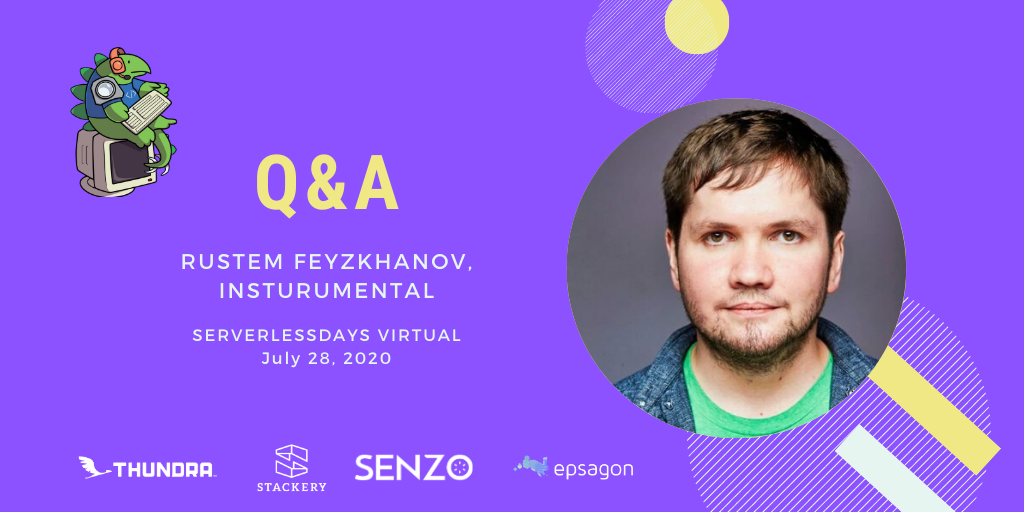 Q&A
RUSTEM FEYZKHANOV,
INSTURUMENTAL
SERVERLESSDAYS VIRTUAL
July 28, 2020
THUNDRA
STACKERY
SENZO
epsagon